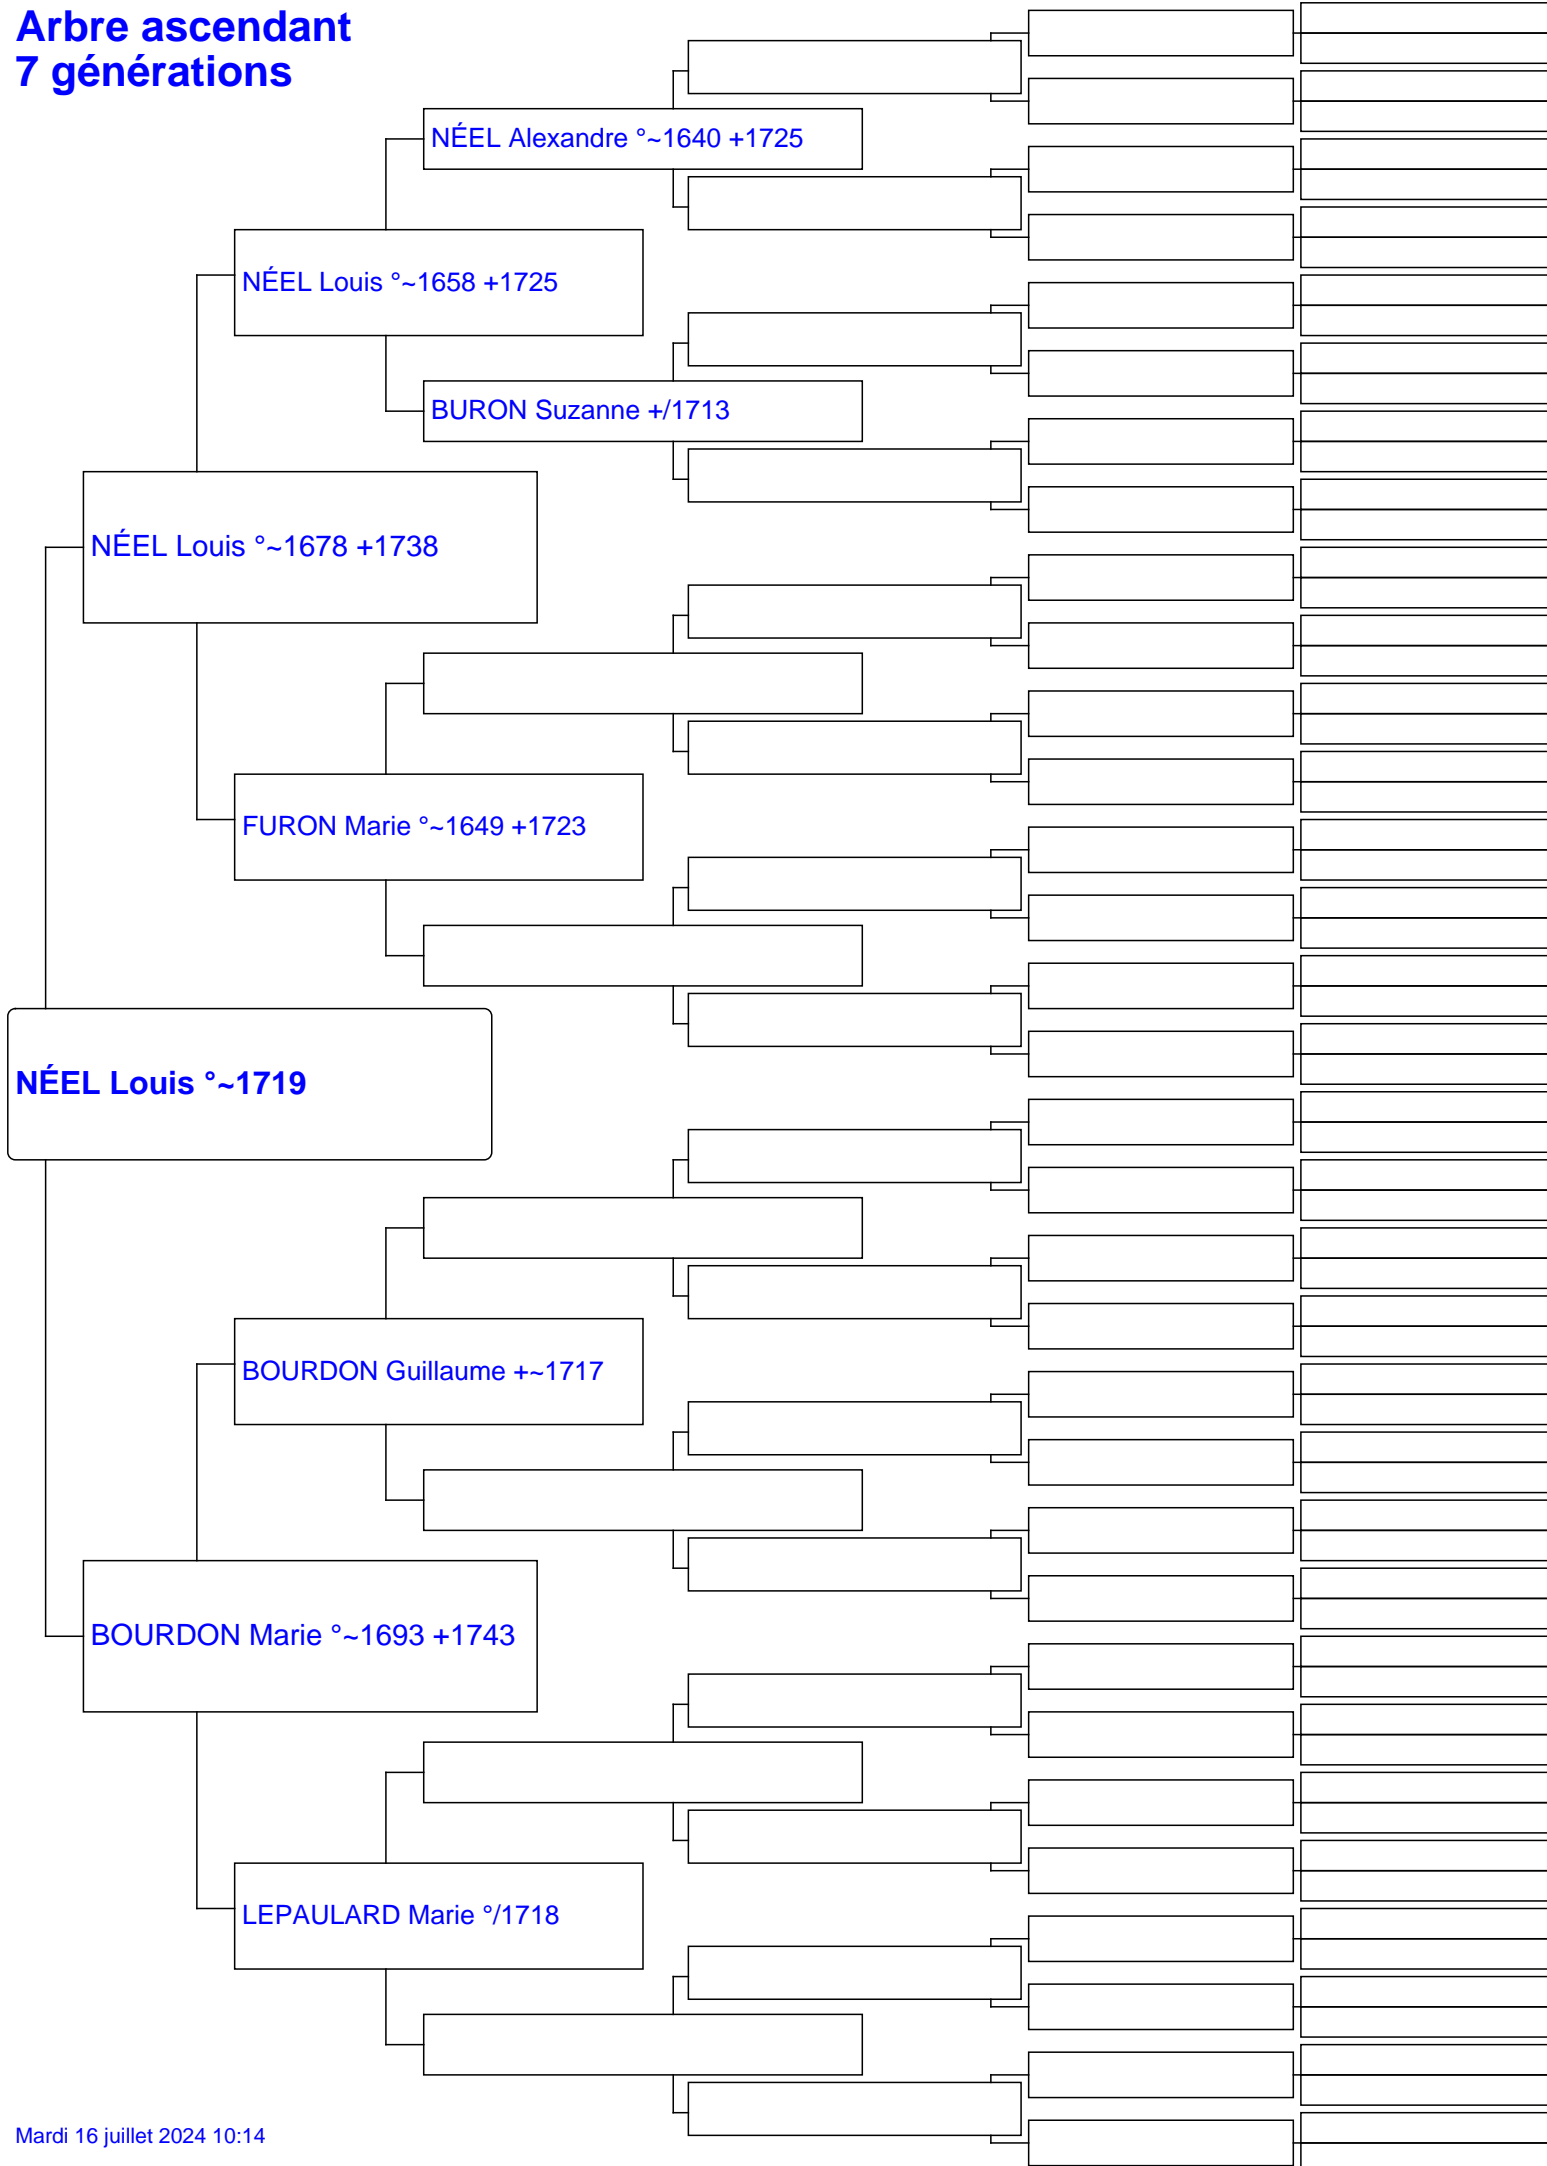 Arbre ascendant
7 générations
NÉEL Alexandre °~1640 +1725
NÉEL Louis °~1658 +1725
BURON Suzanne +/1713
NÉEL Louis °~1678 +1738
FURON Marie °~1649 +1723
NÉEL Louis °~1719
BOURDON Guillaume +~1717
BOURDON Marie °~1693 +1743
LEPAULARD Marie °/1718
Mardi 16 juillet 2024 10:14